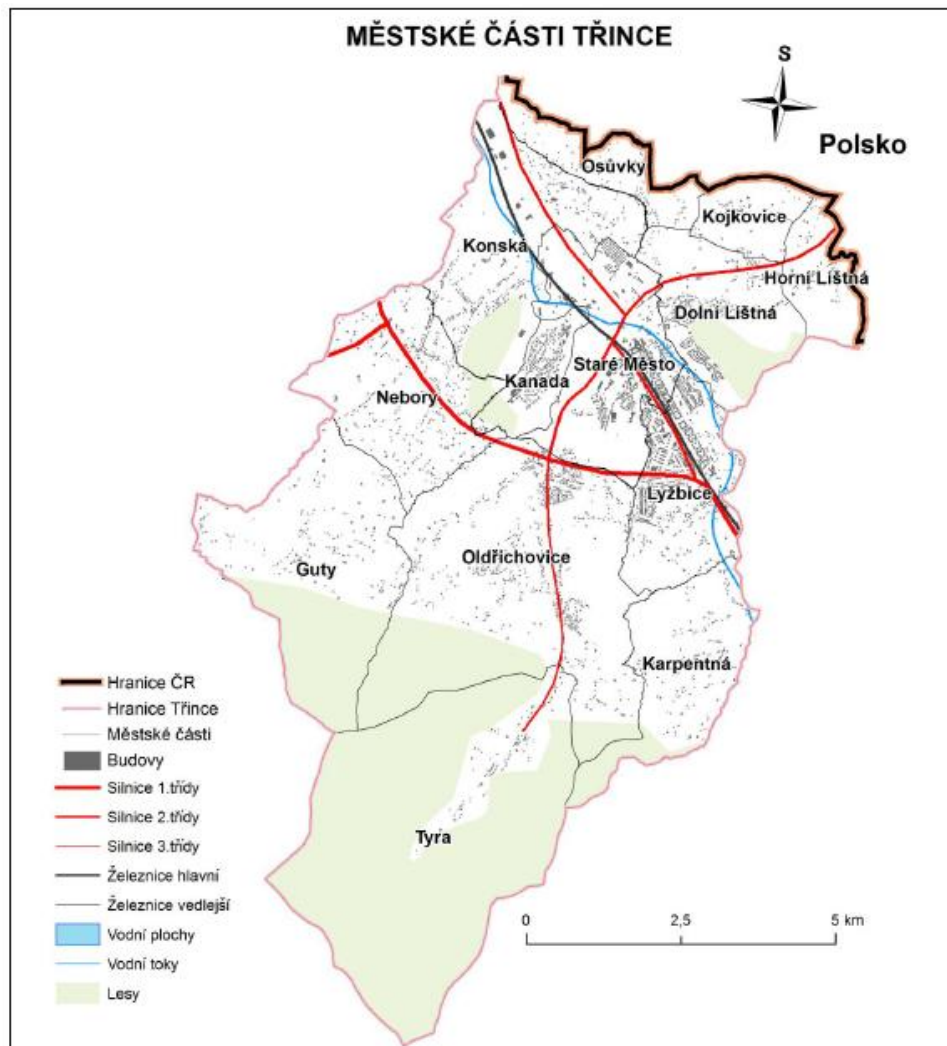 MĚSTSKÉ ČÁSTI TŘINCE
S
Polsko
Osůvky
Kojkovice
Konská
Horní Líštná
Dolní Líštná
Staré Město
Kanada
Nebory
Lyžbice
Oldřichovice
Guty
Karpentná
Tyra
Hranice ČR
Hranice Třince
Městské části
Budovy
Silnice 1.třídy
Silnice 2.třídy
Silnice 3.třídy
Železnice hlavní
Železnice vedlejší
Vodní plochy
Vodní toky
Lesy
0 2,5 5 km